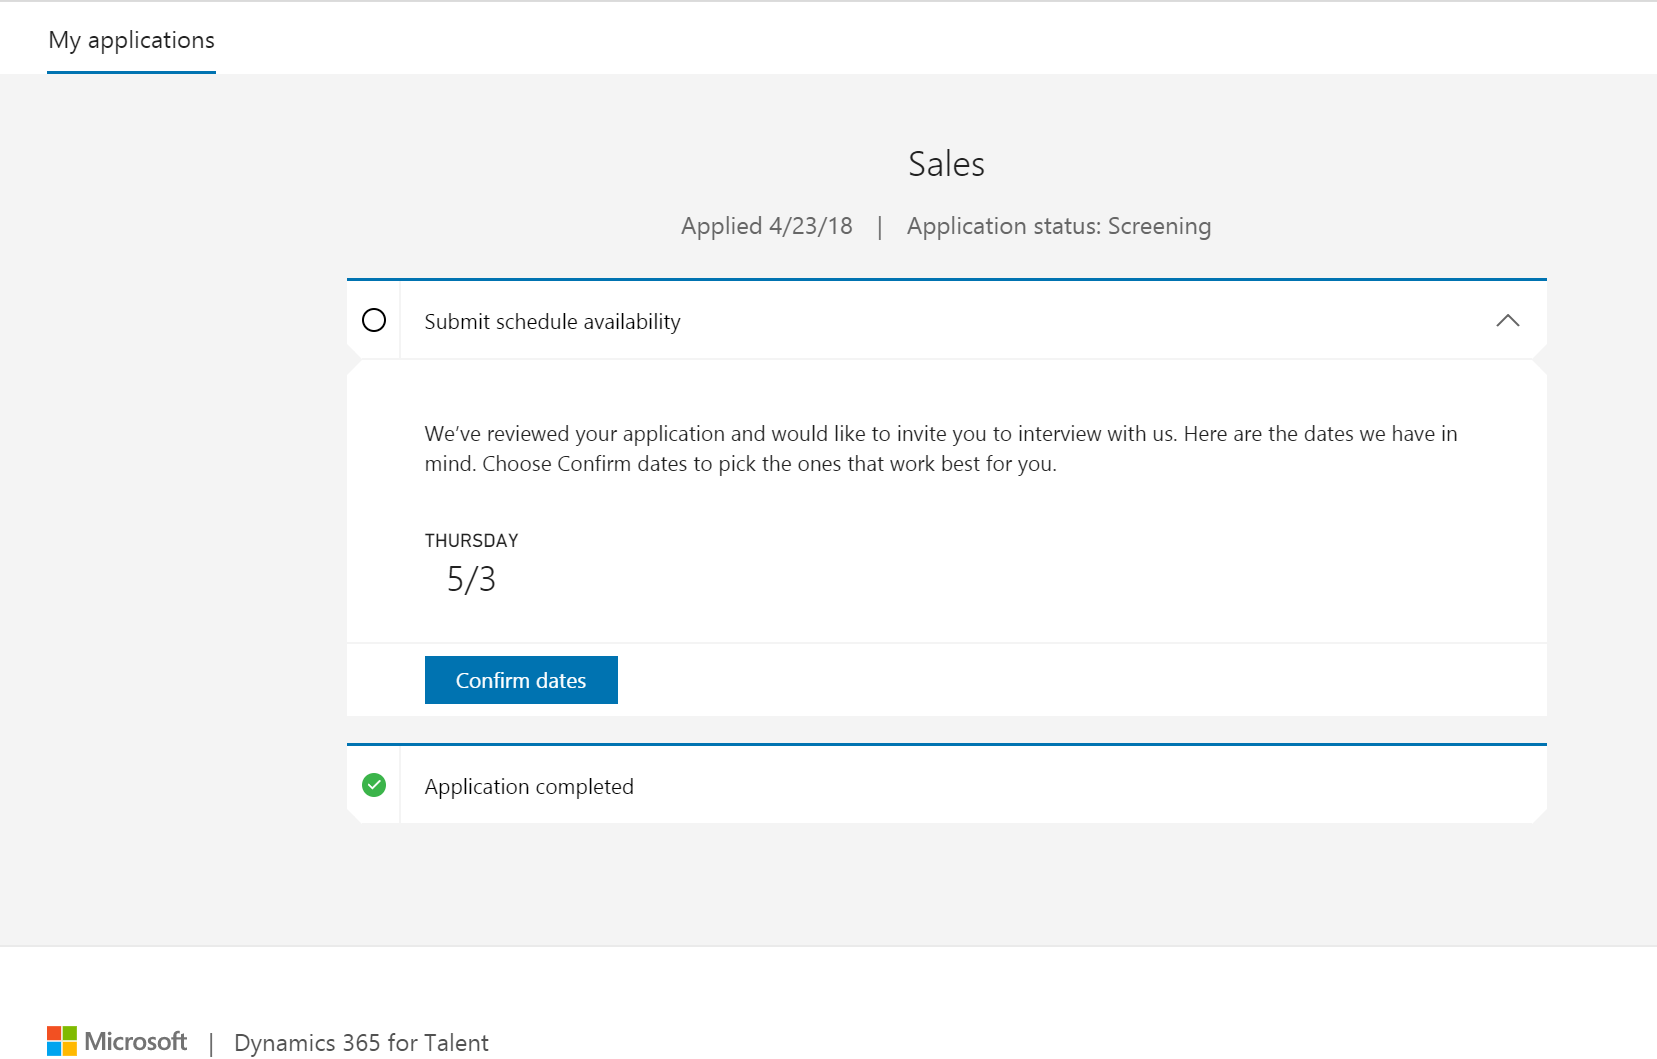 My applications
Sales
Applied 4/23/18 | Application status: Screening
Submit schedule availability
We’ve reviewed your application and would like to invite you to interview with us. Here are the dates we have in
mind. Choose Confirm dates to pick the ones that work best for you.
THURSDAY
5/3
Confirm dates
Application completed
Microsoft | Dynamics 365 for Talent